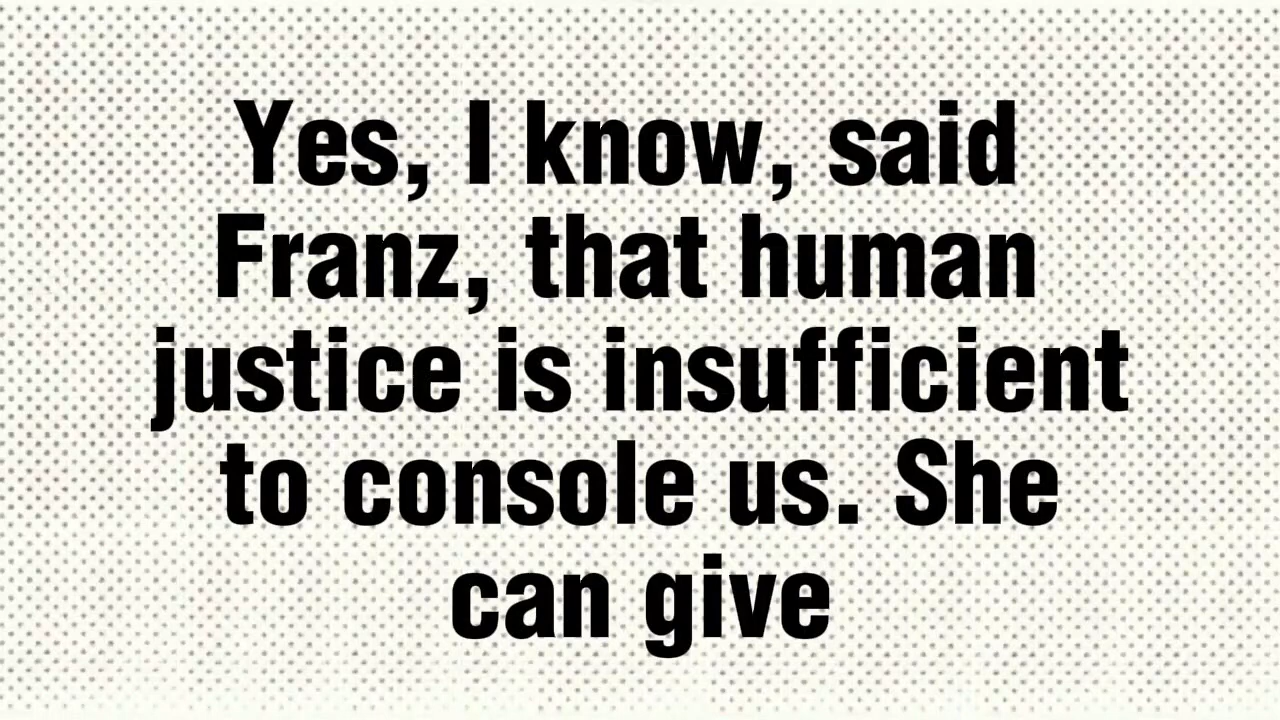 Yes, I know, said
Franz, that human
justice is insufficient
to console us. She
can give